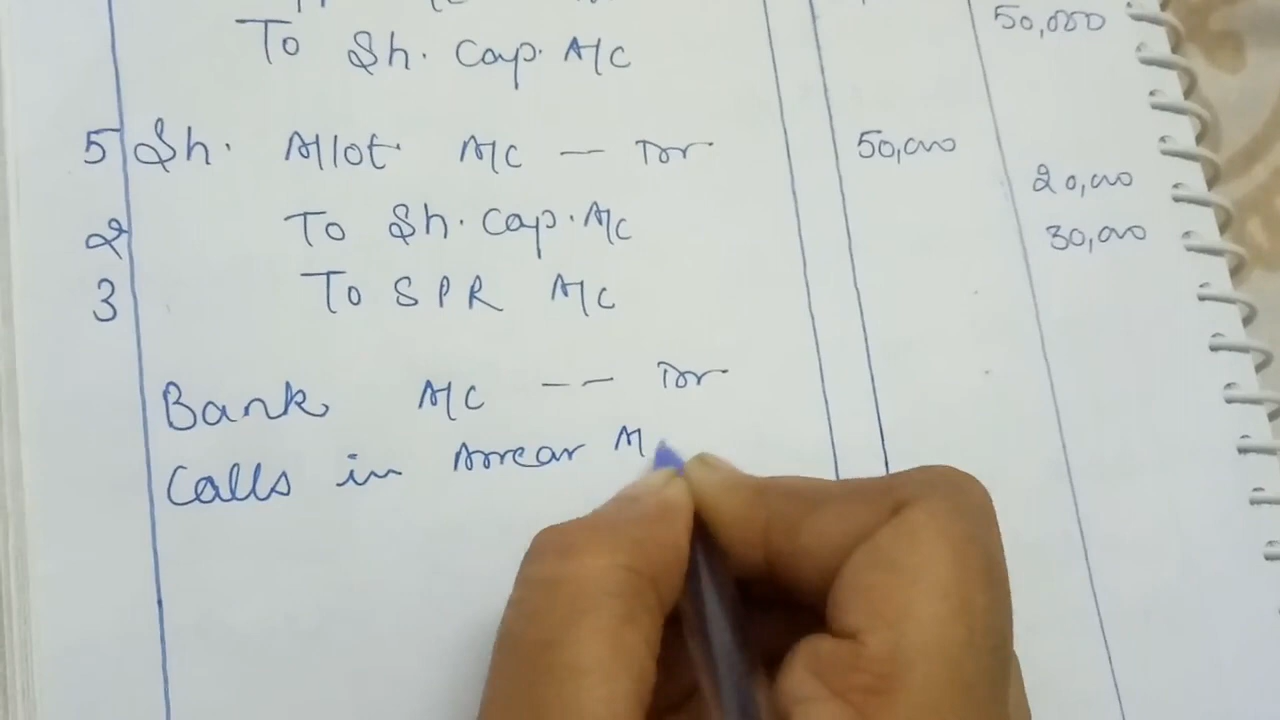 50,000
To Sh. Cap. A/C
5 Sh. Allot. A/C — Dr 50,000
20,000
2 To Sh. Cap. A/C
30,000
3 To SPR A/C
Bank A/C -- Dr
Calls in Arrear A